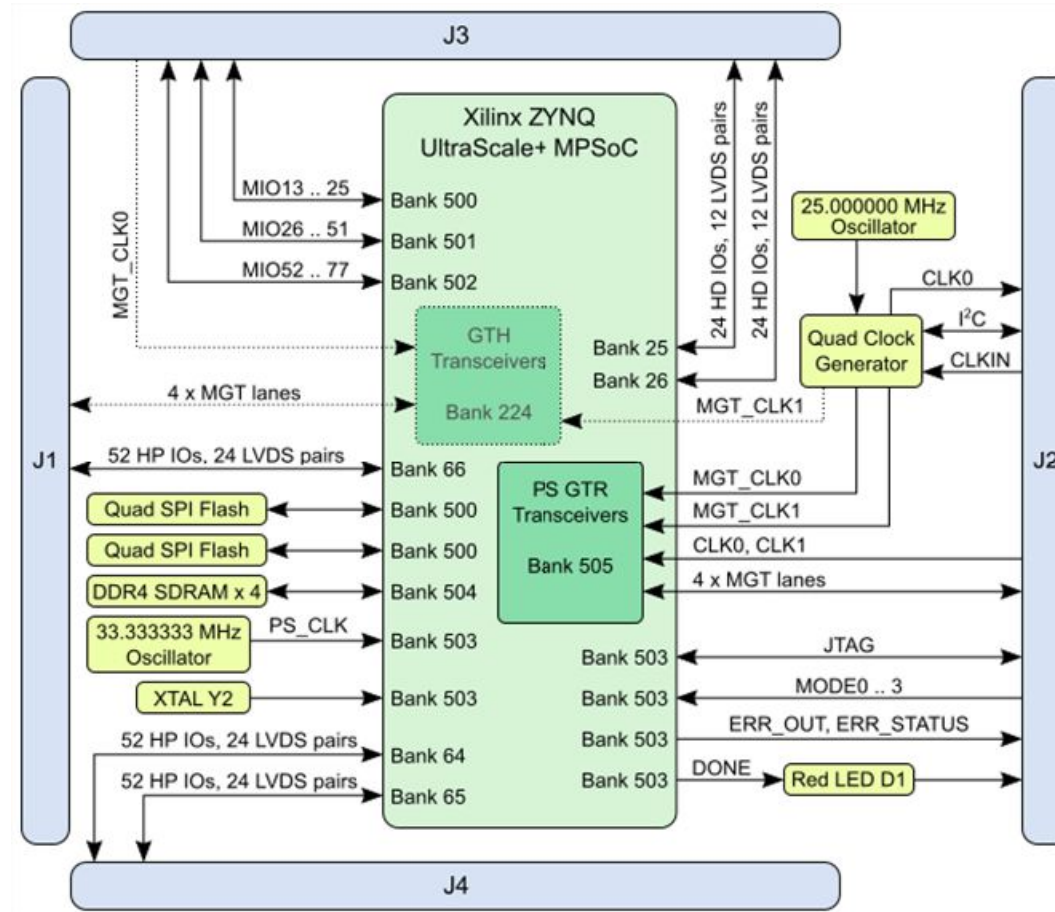 J3
J1
J2
J4
Xilinx ZYNQ
UltraScale+ MPSoC
MIO13 .. 25
Bank 500
MIO26 .. 51
Bank 501
MIO52 .. 77
Bank 502
MGT_CLK0
24 HD IOs, 12 LVDS pairs
24 HD IOs, 12 LVDS pairs
25.000000 MHz
Oscillator
CLK0
I²C
CLKIN
Quad Clock
Generator
GTH
Transceivers
Bank 224
Bank 25
Bank 26
4 x MGT lanes
MGT_CLK1
52 HP IOs, 24 LVDS pairs
Bank 66
Quad SPI Flash
Bank 500
Quad SPI Flash
Bank 500
DDR4 SDRAM x 4
Bank 504
33.333333 MHz
Oscillator
PS_CLK
Bank 503
XTAL Y2
Bank 503
PS GTR
Transceivers
Bank 505
MGT_CLK0
MGT_CLK1
CLK0, CLK1
4 x MGT lanes
Bank 503
JTAG
Bank 503
MODE0 .. 3
Bank 503
ERR_OUT, ERR_STATUS
Bank 503
DONE
Red LED D1
52 HP IOs, 24 LVDS pairs
Bank 64
52 HP IOs, 24 LVDS pairs
Bank 65